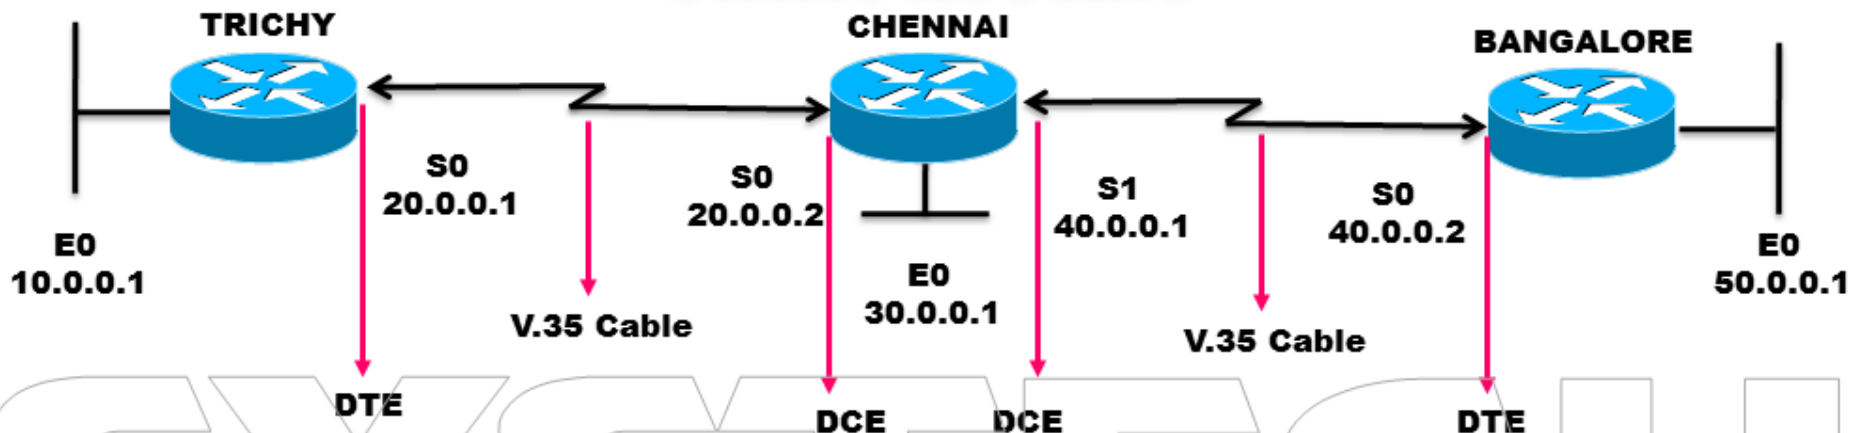 TRICHY
CHENNAI
BANGALORE
S0
20.0.0.1
S0
20.0.0.2
S1
40.0.0.1
S0
40.0.0.2
E0
10.0.0.1
E0
30.0.0.1
E0
50.0.0.1
V.35 Cable
V.35 Cable
DTE
DCE
DCE
DTE